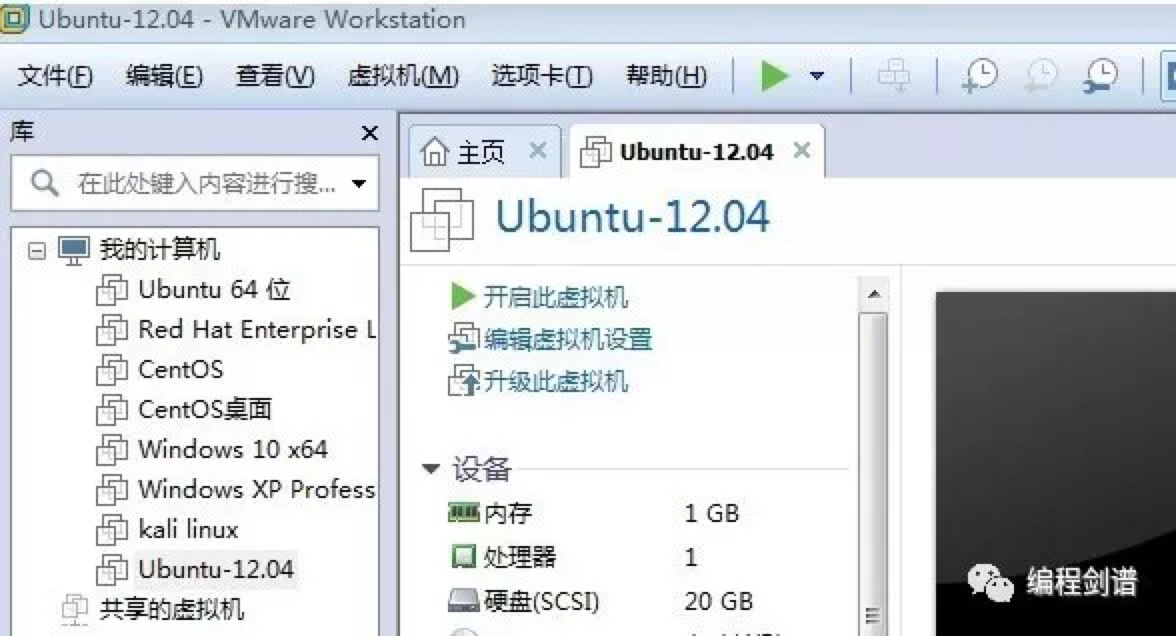 Ubuntu-12.04 - VMware Workstation
文件(F) 编辑(E) 查看(V) 虚拟机(M) 选项卡(T) 帮助(H)
库
在此处键入内容进行搜...
我的计算机
Ubuntu 64 位
Red Hat Enterprise L
CentOS
CentOS桌面
Windows 10 x64
Windows XP Profess
kali linux
Ubuntu-12.04
共享的虚拟机
主页 Ubuntu-12.04
Ubuntu-12.04
开启此虚拟机
编辑虚拟机设置
升级此虚拟机
设备
内存 1 GB
处理器 1
硬盘(SCSI) 20 GB
编程剑谱